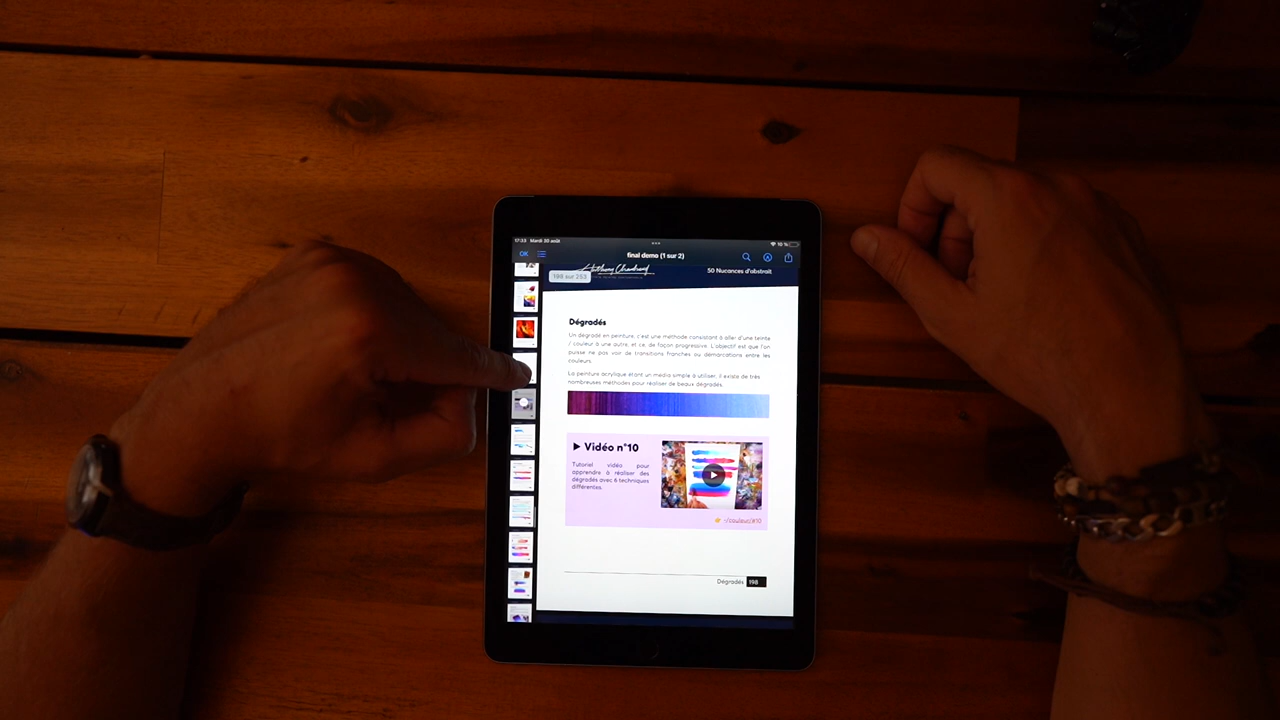 17:33 Mardi 30 août
10 %
OK
final demo (1 sur 2)
198 sur 253
50 Nuances d'abstrait
Dégradés
Un dégradé en peinture, c'est une méthode consistant à aller d'une teinte
/ couleur à une autre, et ce, de façon progressive. L'objectif est que l'on
puisse ne pas voir de transitions franches ou démarcations entre les
couleurs.
La peinture acrylique étant un média simple à utiliser, il existe de très
nombreuses méthodes pour réaliser de beaux dégradés.
Vidéo n°10
Tutoriel vidéo pour
apprendre à réaliser des
dégradés avec 6 techniques
différentes.
Dégradés 198